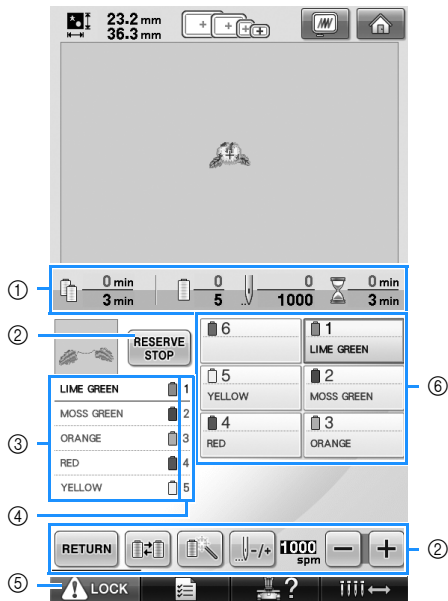 23.2 mm
36.3 mm
① 0 min 0 0 0 min
3 min 5 1000 3 min
② RESERVE STOP
6
1
LIME GREEN
5
YELLOW
2
MOSS GREEN
4
RED
3
ORANGE
⑥
③
LIME GREEN 1
MOSS GREEN 2
ORANGE 3
RED 4
YELLOW 5
④
RETURN -/+ 1000 spm - + ②
⑤ LOCK ?